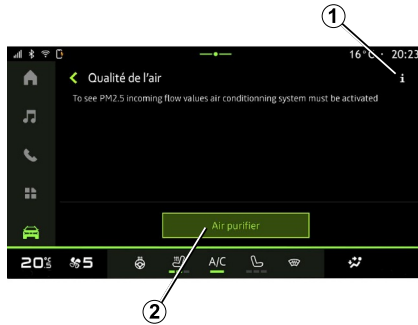 1
16°C · 20:23
Qualité de l'air
i
To see PM2.5 incoming flow values air conditionning system must be activated
Air purifier
20 5 A/C
2